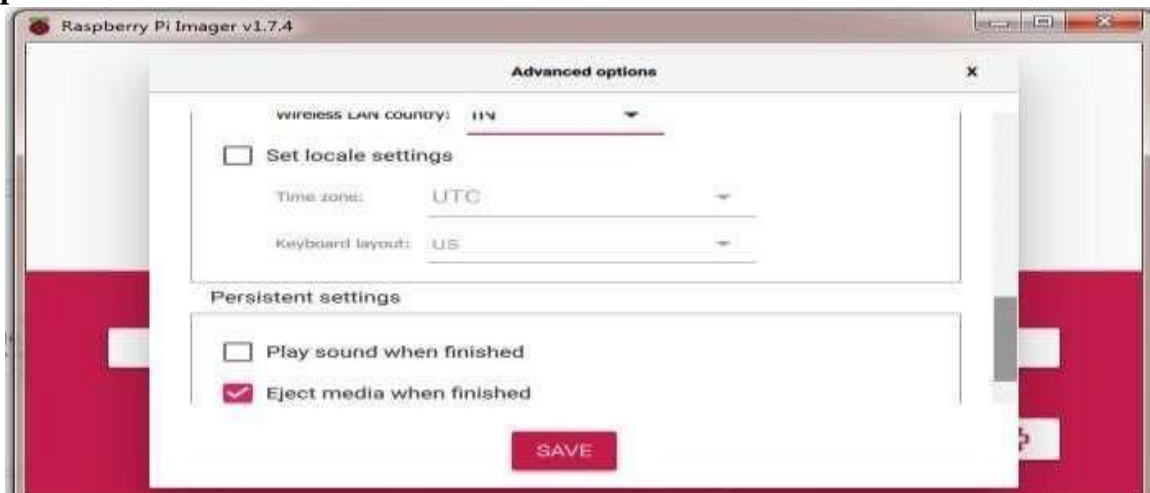 Raspberry Pi Imager v1.7.4
Advanced options x
Wireless LAN country: IN
Set locale settings
Time zone: UTC
Keyboard layout: US
Persistent settings
Play sound when finished
Eject media when finished
SAVE